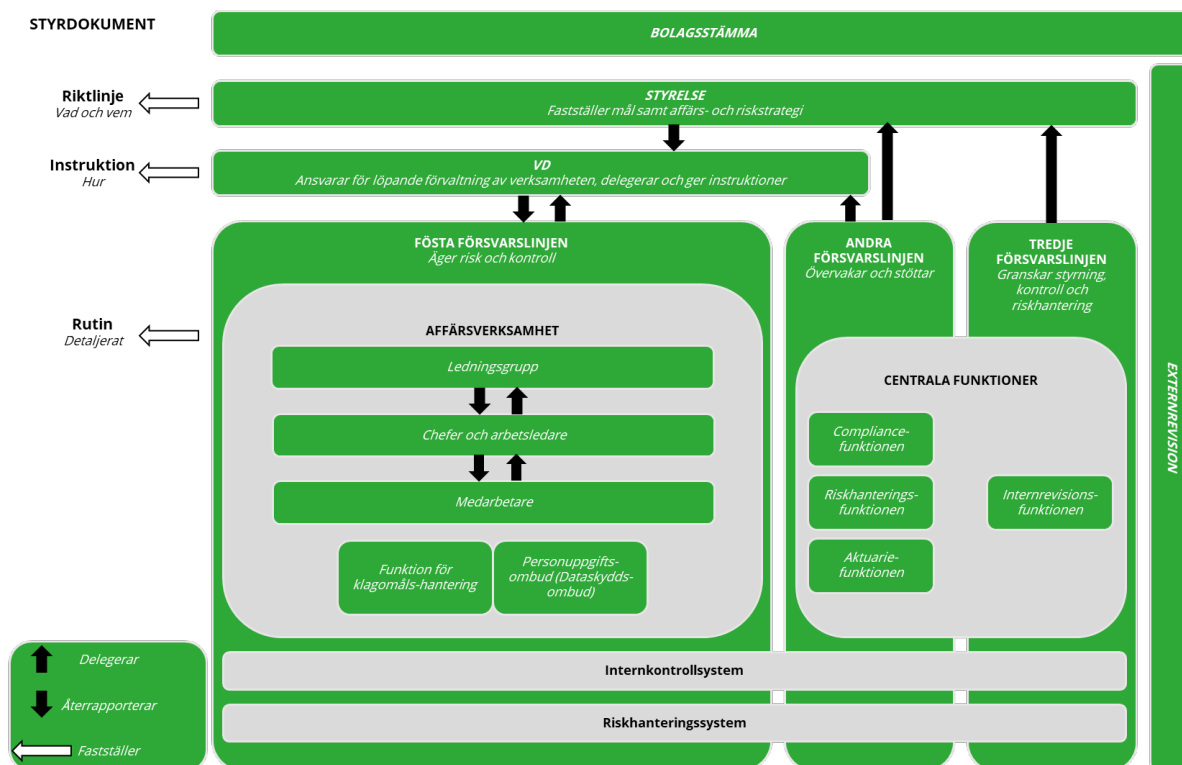 STYRDOKUMENT
BOLAGSSTÄMMA
Riktlinje
Vad och vem
STYRELSE
Fastställer mål samt affärs- och riskstrategi
Instruktion
Hur
VD
Ansvarar för löpande förvaltning av verksamheten, delegerar och ger instruktioner
FÖSTA FÖRSVARSLINJEN
Äger risk och kontroll
ANDRA
FÖRSVARSLINJEN
Övervakar och stöttar
TREDJE
FÖRSVARSLINJEN
Granskar styrning,
kontroll och
riskhantering
Rutin
Detaljerat
AFFÄRSVERKSAMHET
Ledningsgrupp
Chefer och arbetsledare
Medarbetare
Funktion för
klagomåls-hantering
Personuppgifts-
ombud (Dataskydds-
ombud)
CENTRALA FUNKTIONER
Compliance-
funktionen
Riskhanterings-
funktionen
Aktuarie-
funktionen
Internrevisions-
funktionen
EXTERNREVISION
Internkontrollsystem
Riskhanteringssystem
Delegerar
Återrapporterar
Fastställer